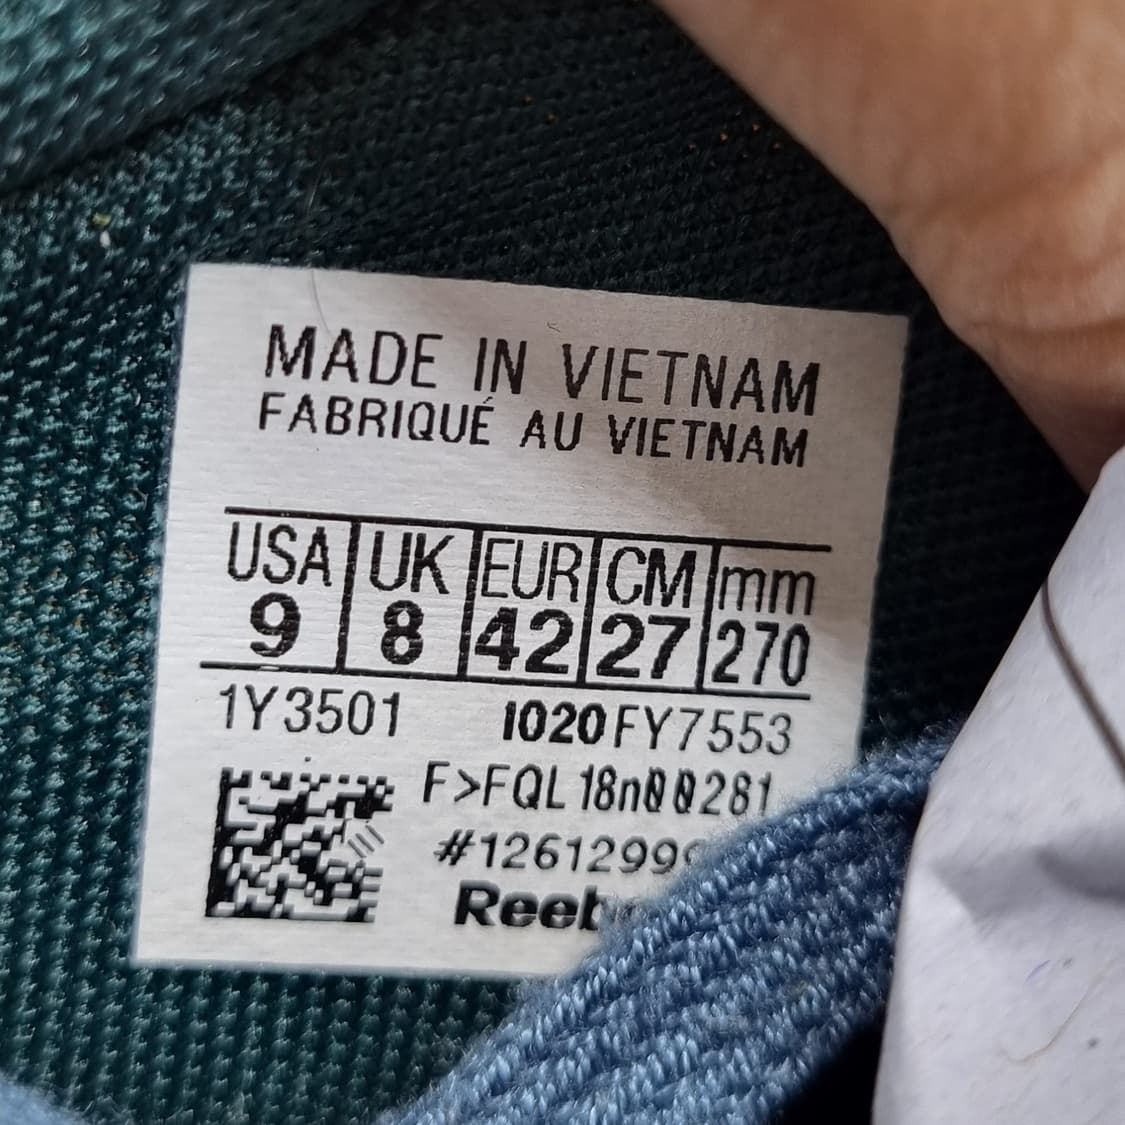 MADE IN VIETNAM
FABRIQUÉ AU VIETNAM
USA UK EUR CM mm
9 8 42 27 270
1Y3501 1020 FY7553
F>FQL